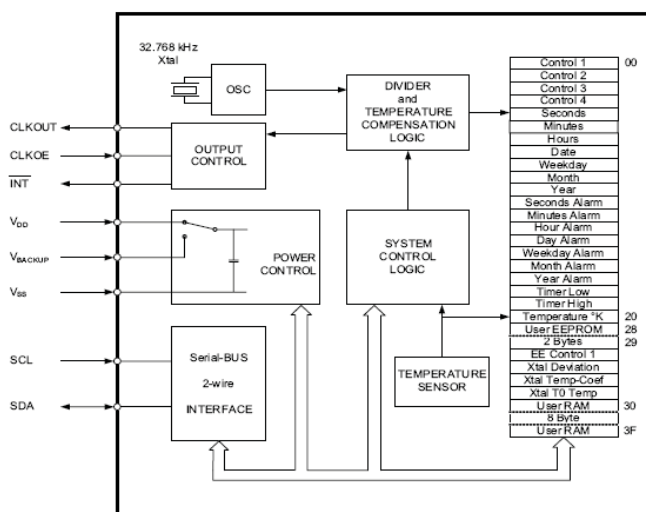 32.768 kHz
Xtal
OSC
DIVIDER
and
TEMPERATURE
COMPENSATION
LOGIC
CLKOUT
CLKOE
INT
OUTPUT
CONTROL
VDD
VBACKUP
VSS
POWER
CONTROL
SYSTEM
CONTROL
LOGIC
SCL
SDA
Serial-BUS
2-wire
INTERFACE
TEMPERATURE
SENSOR
Control 1 00
Control 2
Control 3
Control 4
Seconds
Minutes
Hours
Date
Weekday
Month
Year
Seconds Alarm
Minutes Alarm
Hour Alarm
Day Alarm
Weekday Alarm
Month Alarm
Year Alarm
Timer Low
Timer High
Temperature °K 20
User EEPROM 28
2 Bytes 29
EE Control 1
Xtal Deviation
Xtal Temp-Coef
Xtal T0 Temp
User RAM 30
8 Byte
User RAM 3F